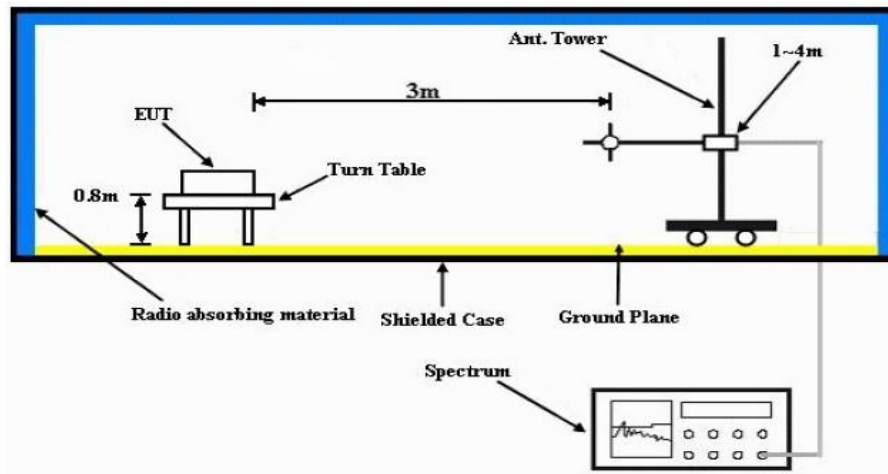 Ant. Tower
1~4m
3m
EUT
Turn Table
0.8m
Radio absorbing material
Shielded Case
Ground Plane
Spectrum